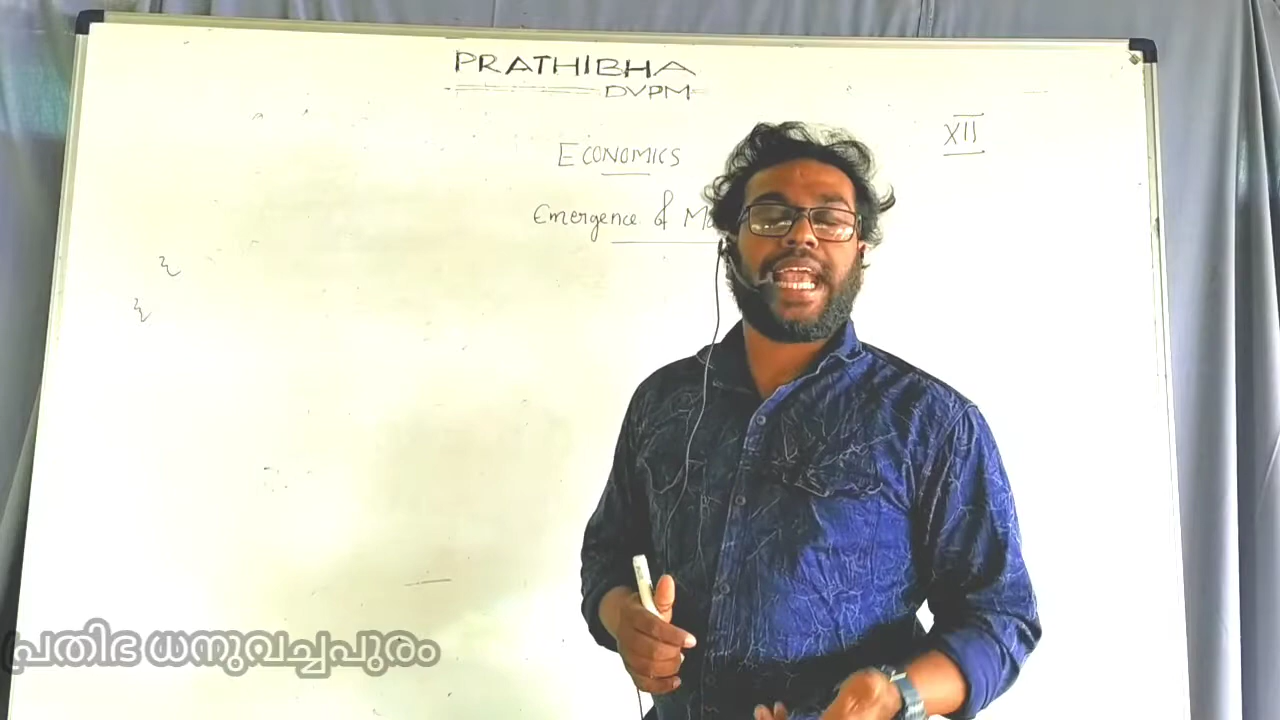 PRATHIBHA
DVPM
XII
ECONOMICS
Emergence of
പ്രതിഭ ധനുവച്ചപുരം